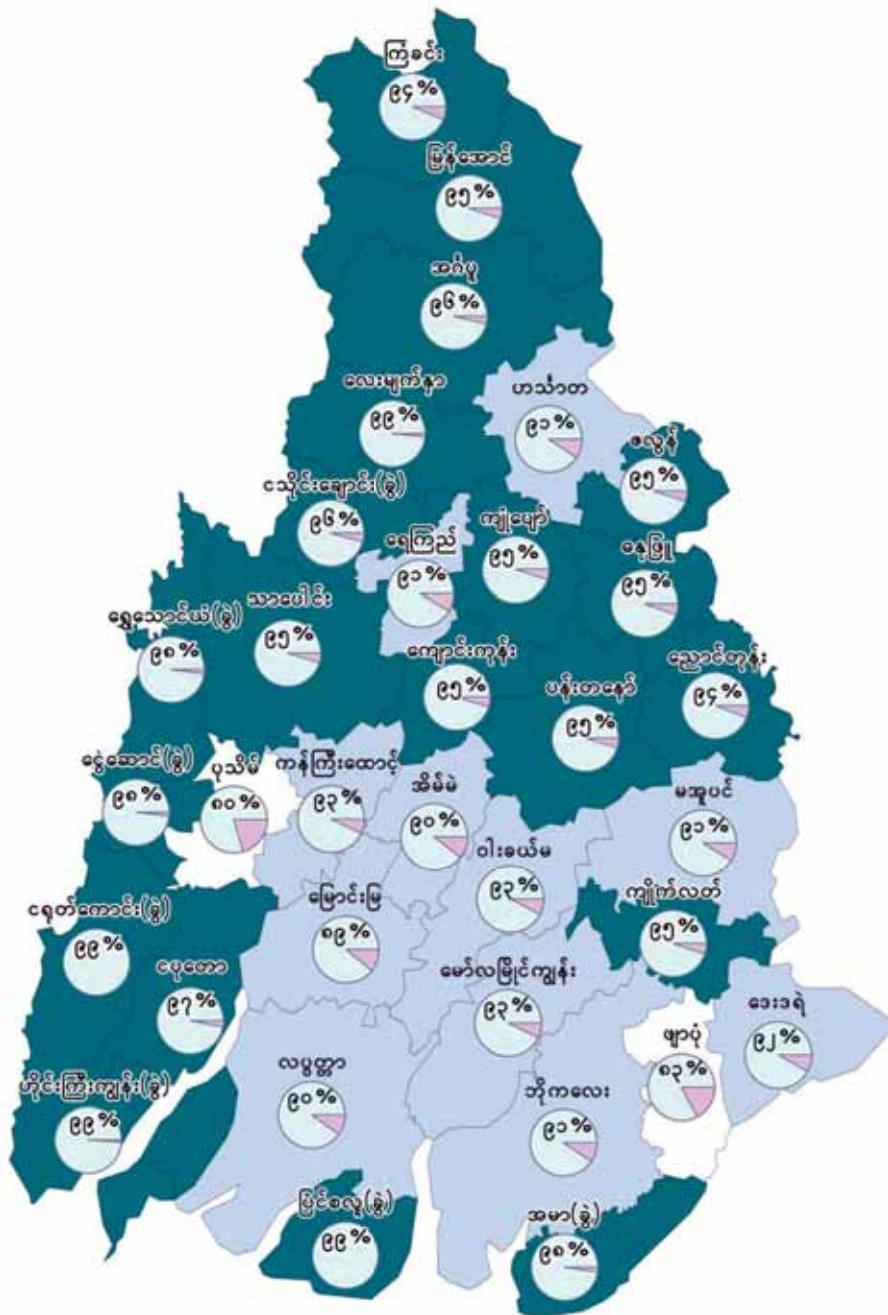 ကြံခင်း
၉၄%
မြန်အောင်
၉၅%
အင်္ဂပူ
၉၆%
လေးမျက်နှာ
၉၉%
ဟင်္သာတ
၉၁%
ဇလွန်
၉၅%
ငသိုင်းချောင်း(ခွဲ)
၉၆%
ရေကြည်
၉၁%
ကျုံပျော်
၉၅%
ဓနုဖြူ
၉၅%
ရွှေသောင်ယံ(ခွဲ)
၉၈%
သာပေါင်း
၉၅%
ကျောင်းကုန်း
၉၅%
ပန်းတနော်
၉၅%
ညောင်တုန်း
၉၄%
ငွေဆောင်(ခွဲ)
၉၈%
ပုသိမ်
၈၀%
ကန်ကြီးထောင့်
၉၃%
အိမ်မဲ
၉၀%
ဝါးခယ်မ
၉၃%
မအူပင်
၉၁%
ငရုတ်ကောင်း(ခွဲ)
၉၉%
မြောင်းမြ
၈၉%
ကျိုက်လတ်
၉၅%
ငပုတော
၉၇%
မော်လမြိုင်ကျွန်း
၉၃%
ဖျာပုံ
၈၃%
ဒေးဒရဲ
၉၂%
ဟိုင်းကြီးကျွန်း(ခွဲ)
၉၉%
လပွတ္တာ
၉၀%
ဘိုကလေး
၉၁%
ပြင်စလူ(ခွဲ)
၉၉%
အမာ(ခွဲ)
၉၈%